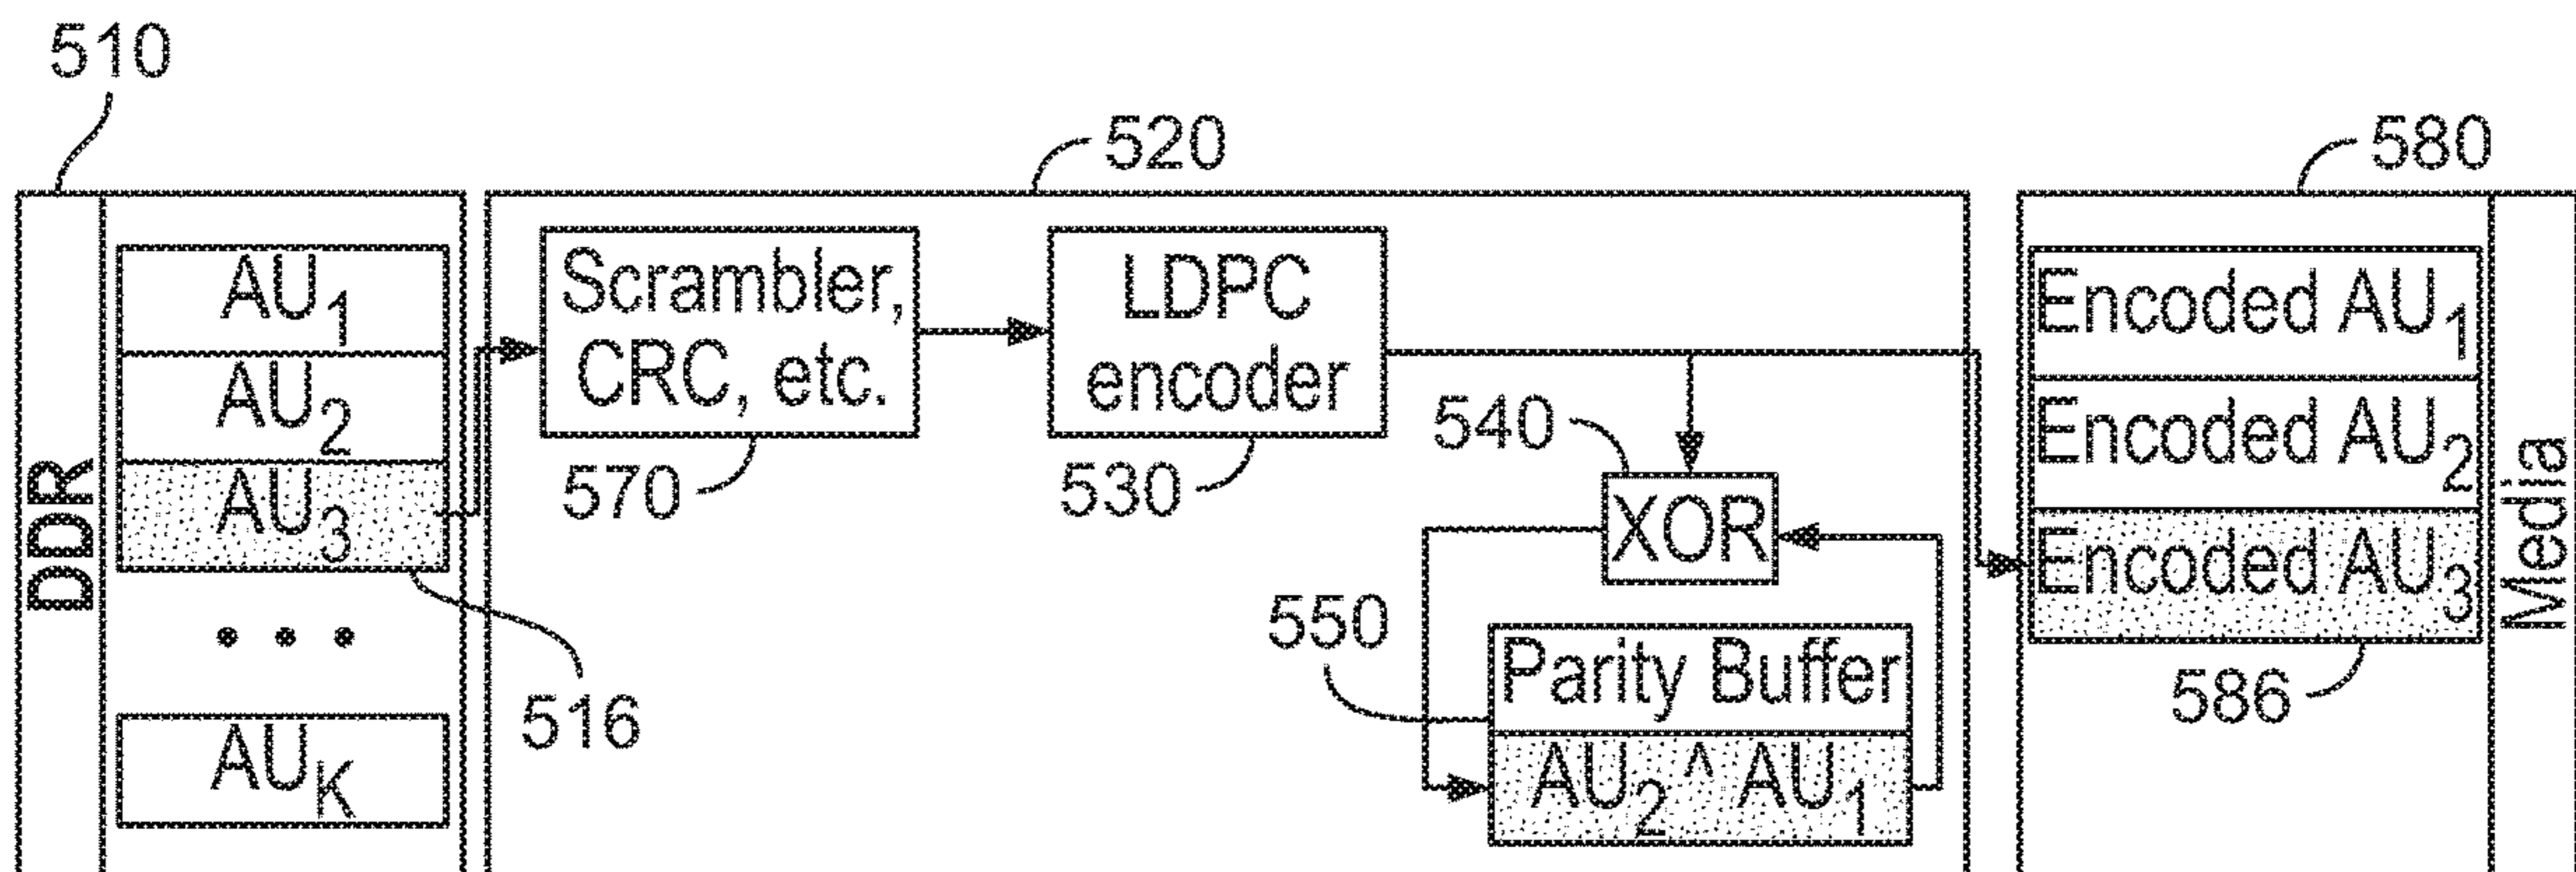 510
520
580
DDR
AU₁
AU₂
AU₃
• • •
AU_K
516
Scrambler,
CRC, etc.
570
LDPC
encoder
530
540
XOR
550
Parity Buffer
AU₂ ^ AU₁
Encoded AU₁
Encoded AU₂
Encoded AU₃
586
Media